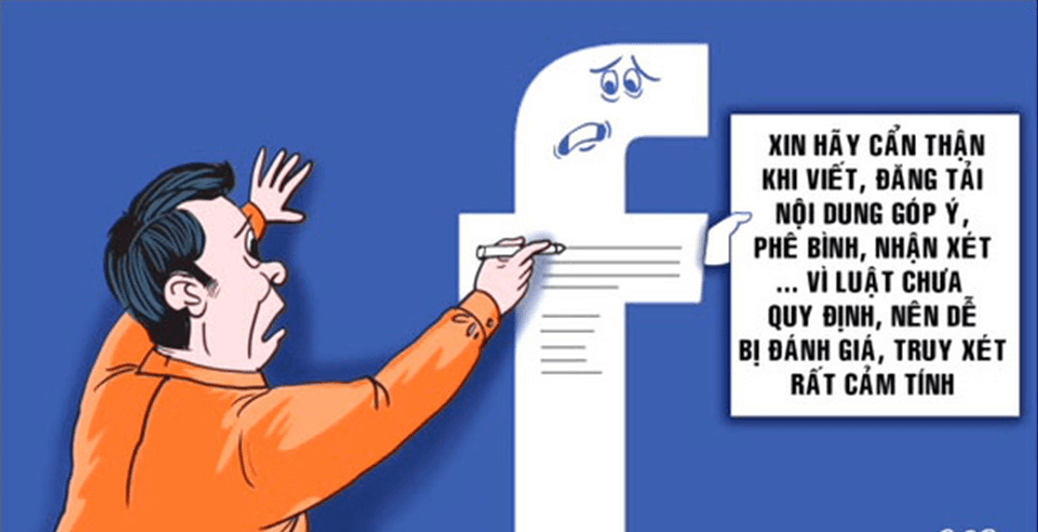 XIN HÃY CẨN THẬN
KHI VIẾT, ĐĂNG TẢI
NỘI DUNG GÓP Ý,
PHÊ BÌNH, NHẬN XÉT
... VÌ LUẬT CHƯA
QUY ĐỊNH, NÊN DỄ
BỊ ĐÁNH GIÁ, TRUY XÉT
RẤT CẢM TÍNH